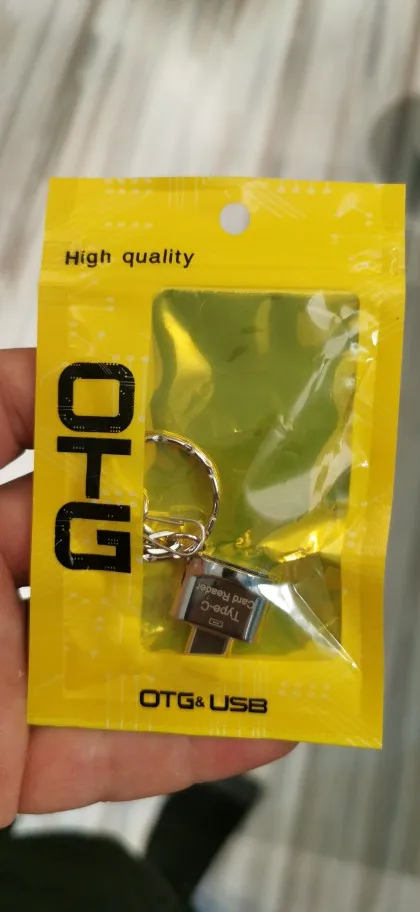 High quality
OTG
Type-C
Card Reader
OTG & USB